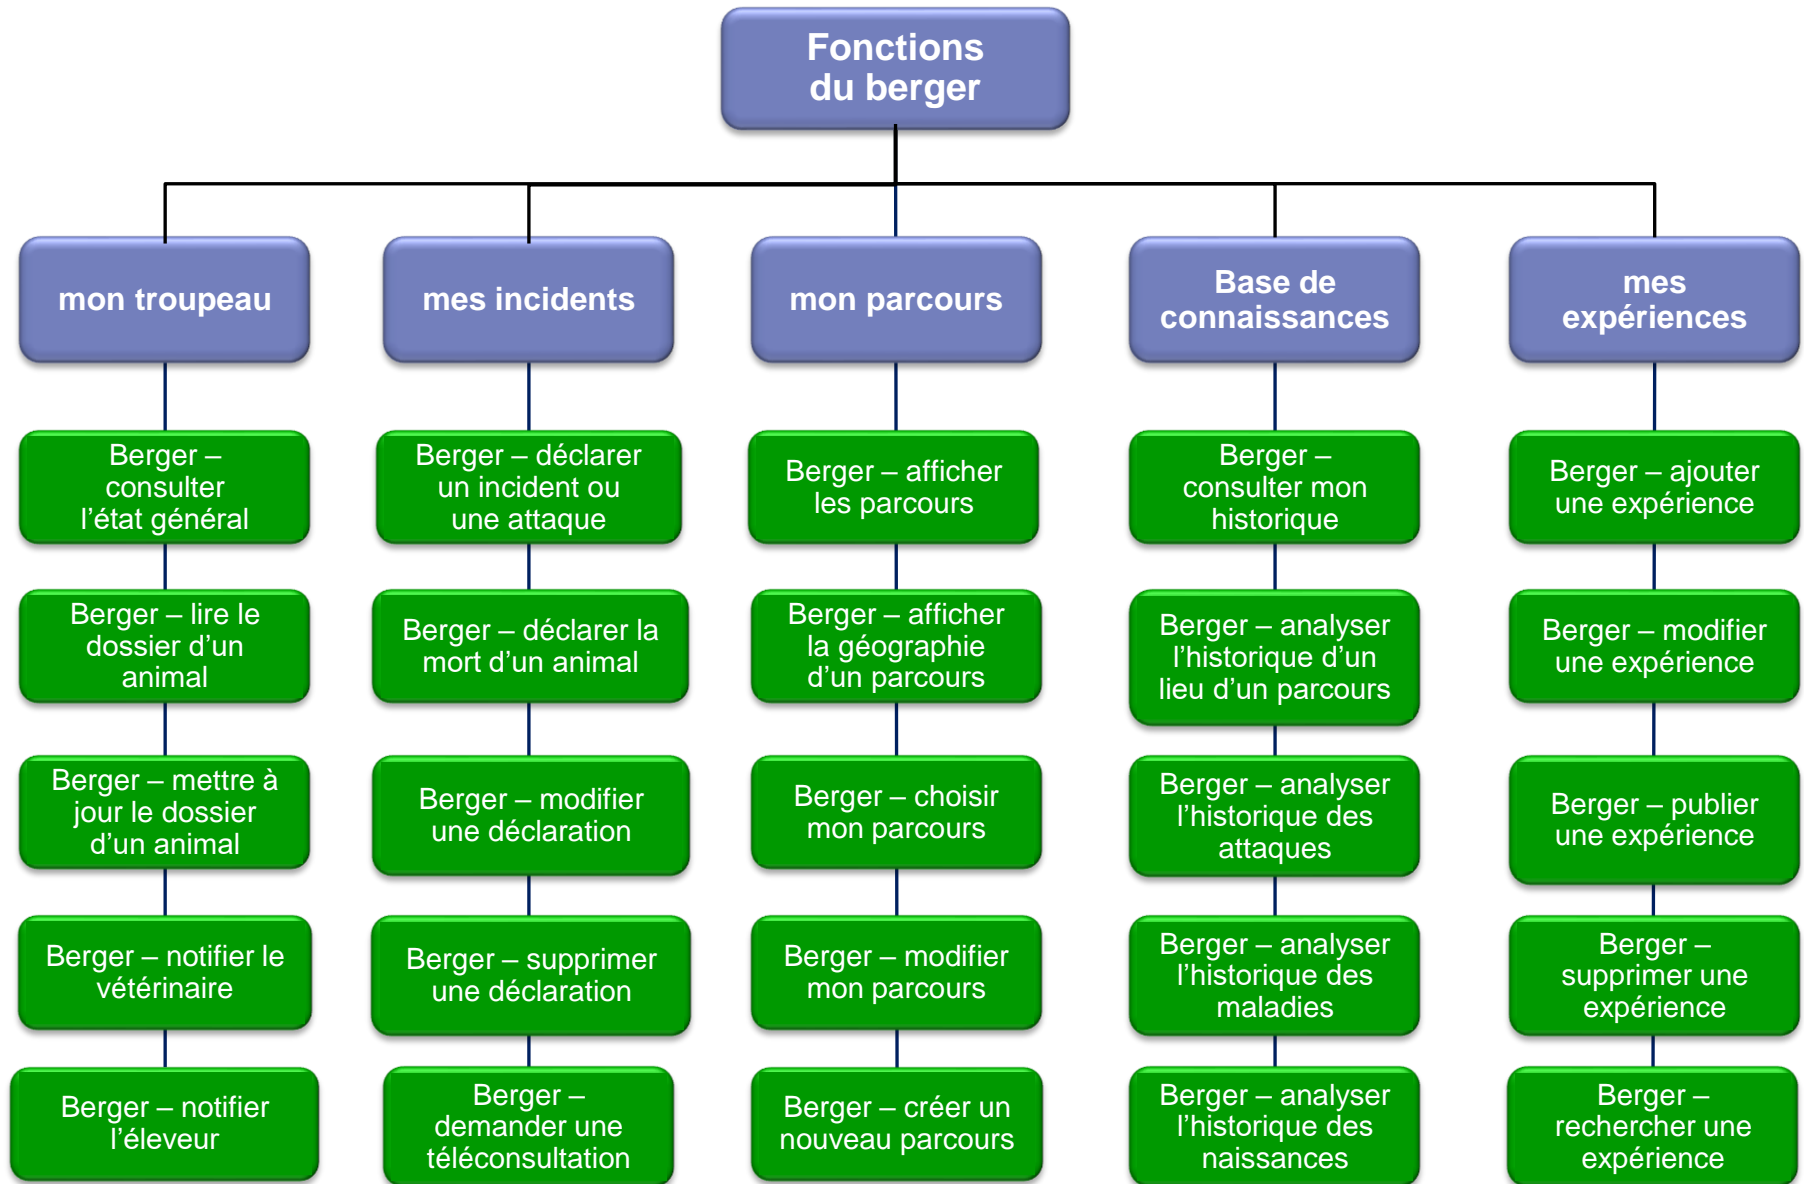 Fonctions
du berger
mon troupeau
mes incidents
mon parcours
Base de
connaissances
mes
expériences
Berger –
consulter
l’état général
Berger – déclarer
un incident ou
une attaque
Berger – afficher
les parcours
Berger –
consulter mon
historique
Berger – ajouter
une expérience
Berger – lire le
dossier d’un
animal
Berger – déclarer la
mort d’un animal
Berger – afficher
la géographie
d’un parcours
Berger – analyser
l’historique d’un
lieu d’un parcours
Berger – modifier
une expérience
Berger – mettre à
jour le dossier
d’un animal
Berger – modifier
une déclaration
Berger – choisir
mon parcours
Berger – analyser
l’historique des
attaques
Berger – publier
une expérience
Berger – notifier le
vétérinaire
Berger – supprimer
une déclaration
Berger – modifier
mon parcours
Berger – analyser
l’historique des
maladies
Berger –
supprimer une
expérience
Berger – notifier
l’éleveur
Berger –
demander une
téléconsultation
Berger – créer un
nouveau parcours
Berger – analyser
l’historique des
naissances
Berger –
rechercher une
expérience